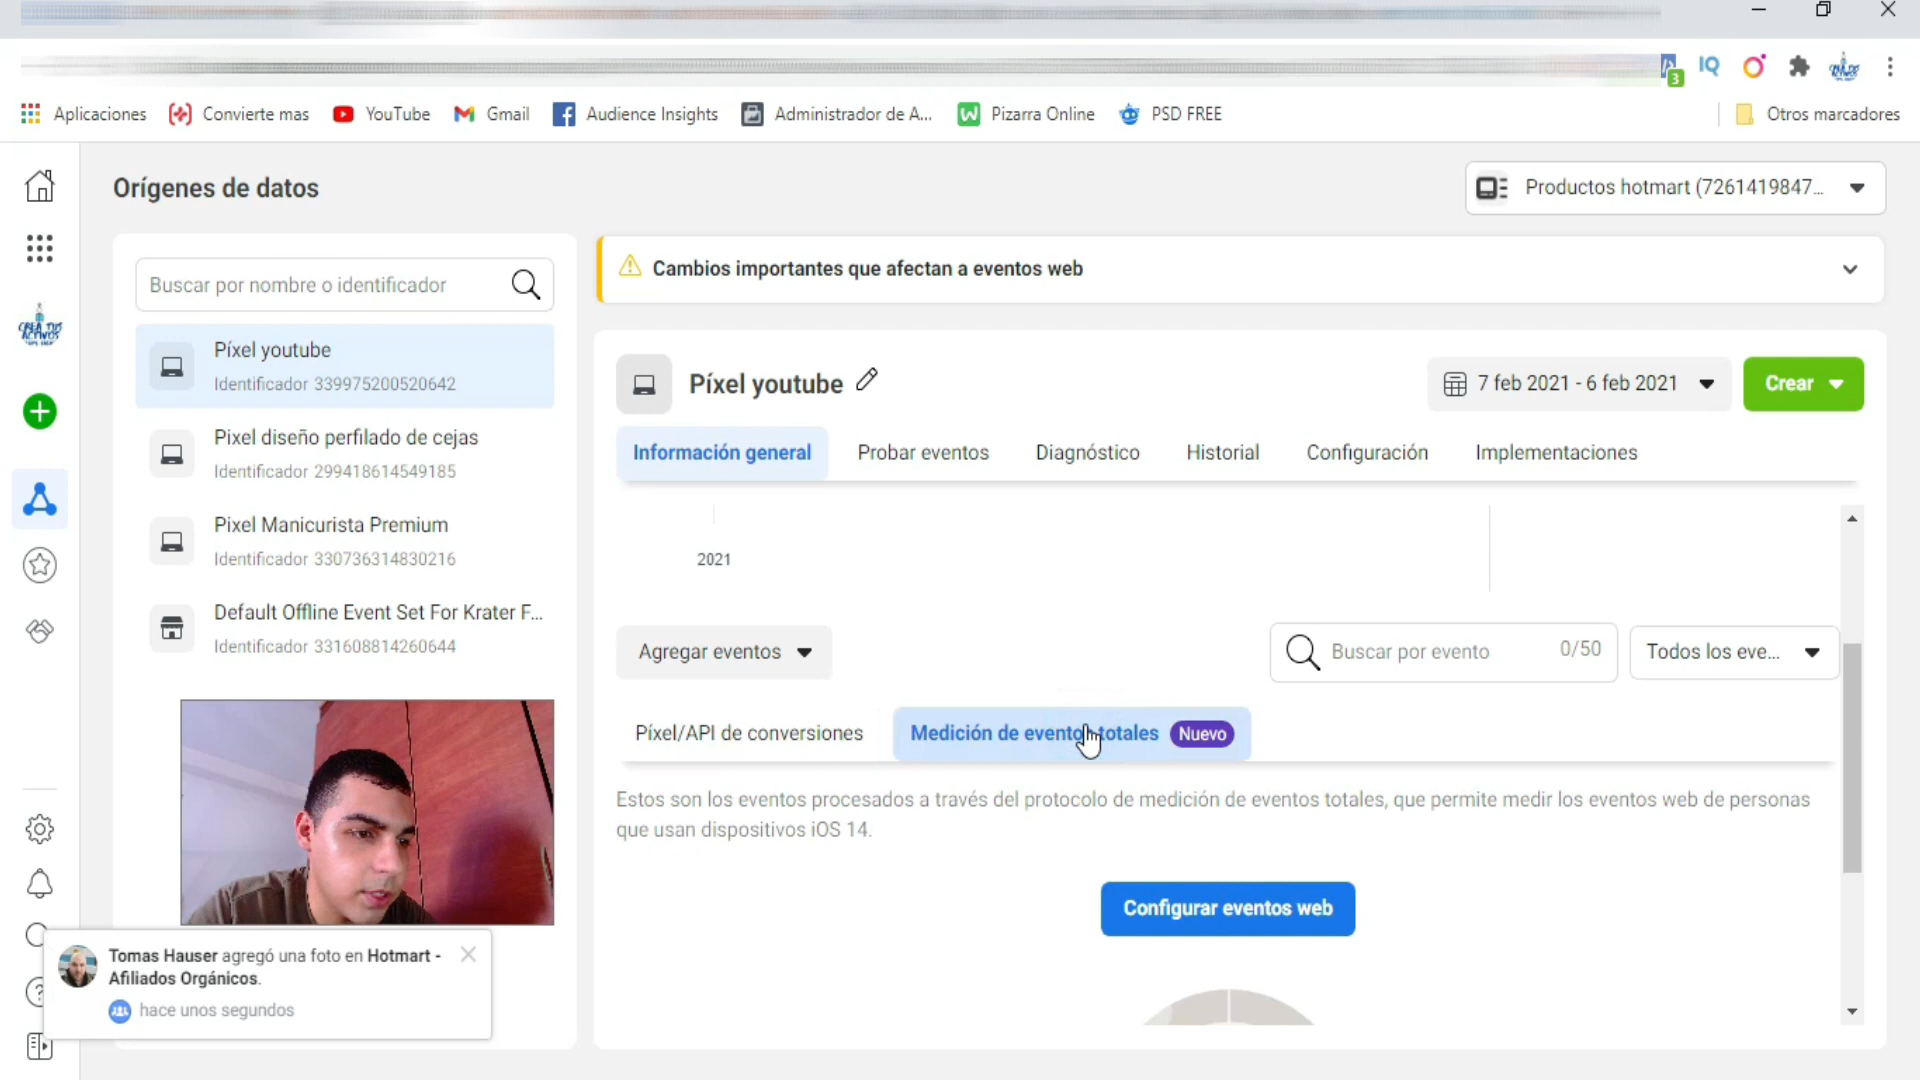 3
IQ
Aplicaciones
Convierte mas
YouTube
Gmail
Audience Insights
Administrador de A...
Pizarra Online
PSD FREE
Otros marcadores
Orígenes de datos
Productos hotmart (7261419847...
CREA TUS
ACTIVOS
Buscar por nombre o identificador
Píxel youtube
Identificador 339975200520642
Pixel diseño perfilado de cejas
Identificador 299418614549185
Pixel Manicurista Premium
Identificador 330736314830216
Default Offline Event Set For Krater F...
Identificador 331608814260644
Cambios importantes que afectan a eventos web
Píxel youtube
7 feb 2021 - 6 feb 2021
Crear
Información general
Probar eventos
Diagnóstico
Historial
Configuración
Implementaciones
2021
Agregar eventos
Buscar por evento
0/50
Todos los eve...
Píxel/API de conversiones
Medición de eventos totales
Nuevo
Estos son los eventos procesados a través del protocolo de medición de eventos totales, que permite medir los eventos web de personas
que usan dispositivos iOS 14.
Configurar eventos web
Tomas Hauser agregó una foto en Hotmart -
Afiliados Orgánicos.
hace unos segundos